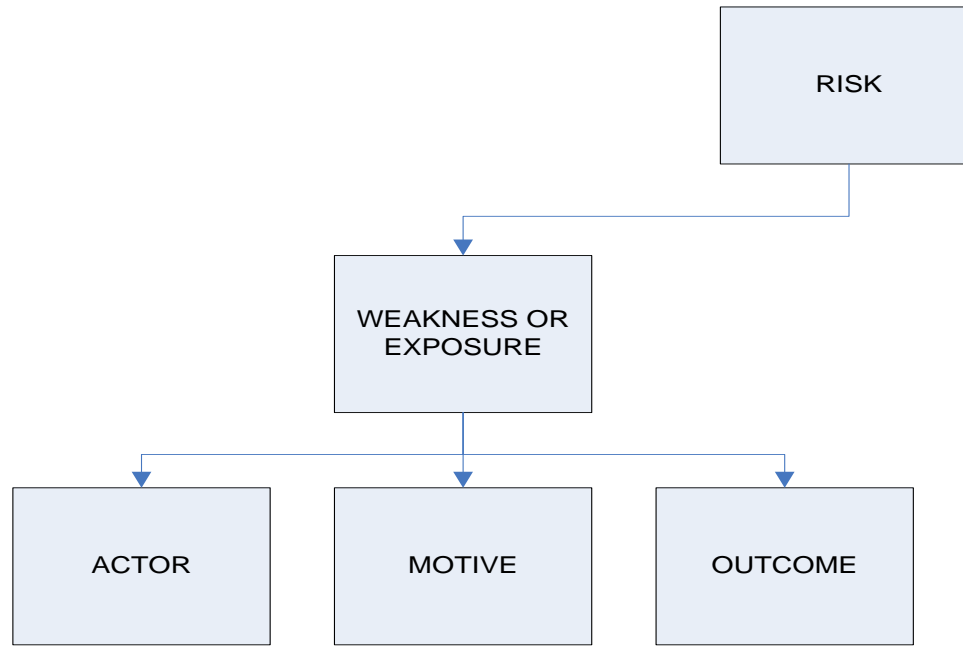 RISK
WEAKNESS OR
EXPOSURE
ACTOR
MOTIVE
OUTCOME